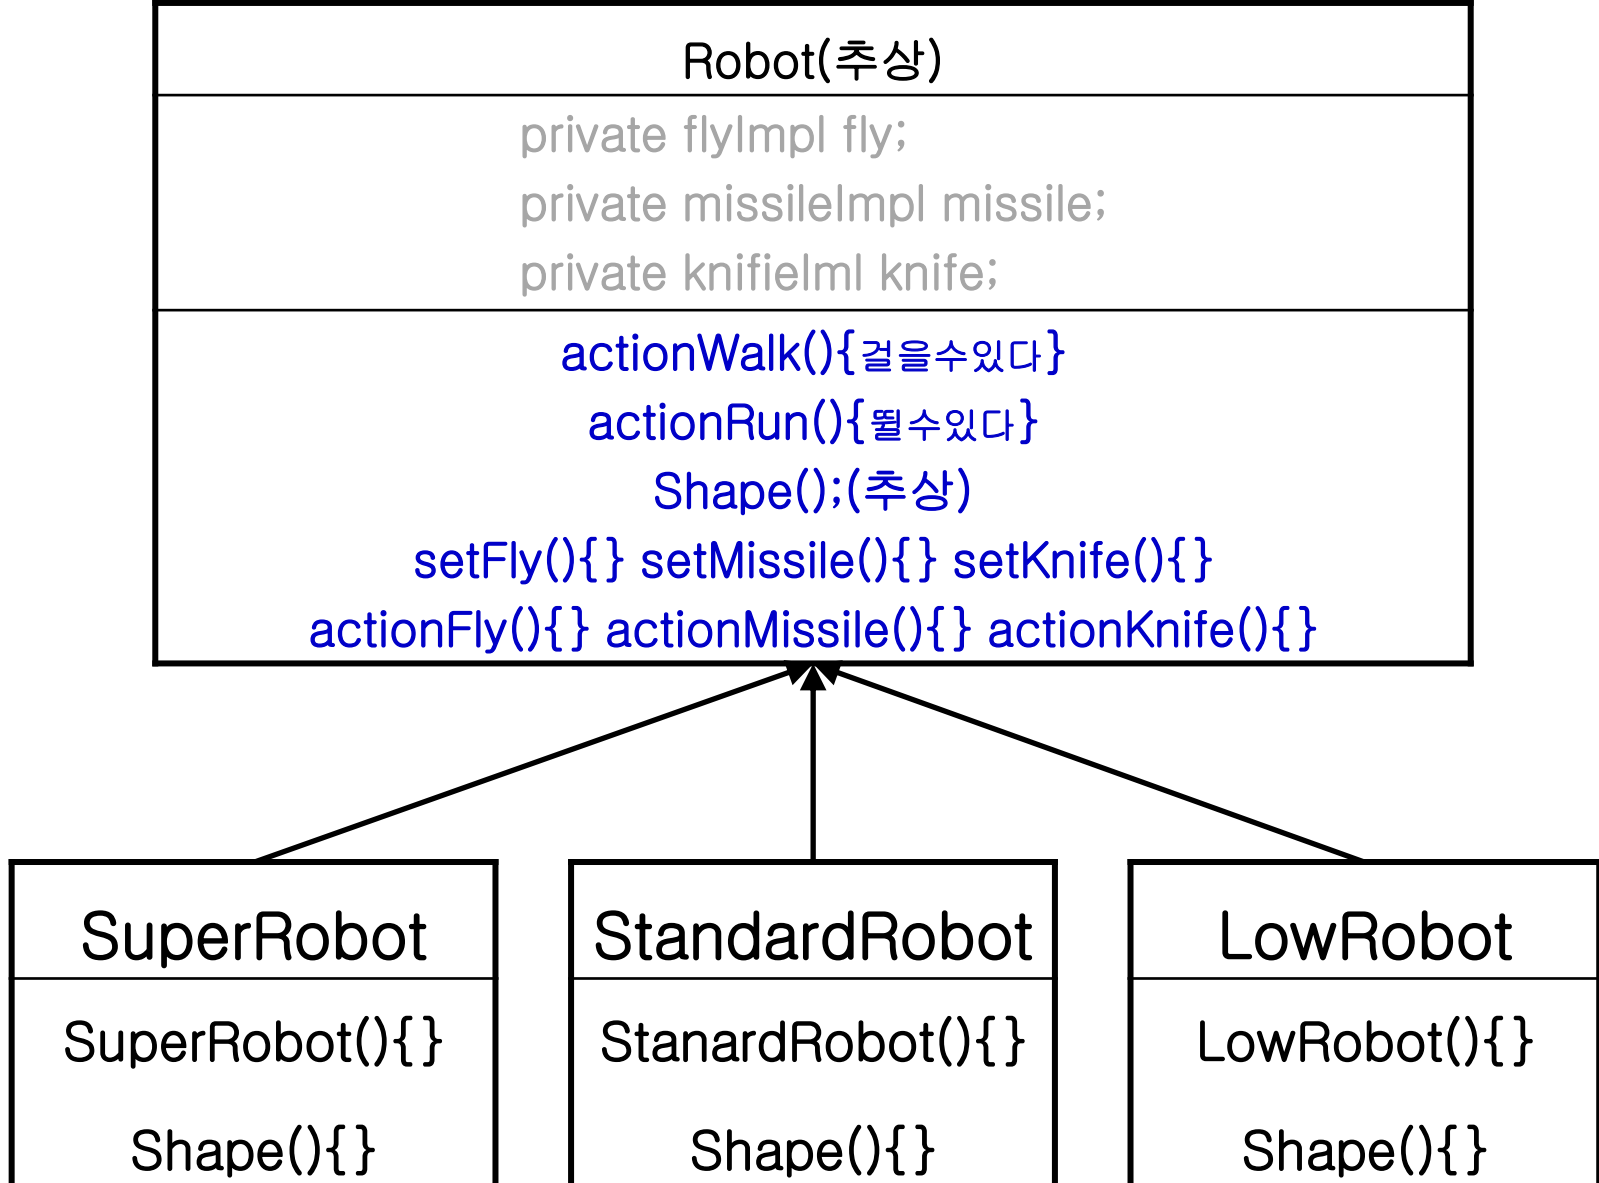 Robot(추상)
private flyImpl fly;
private missileImpl missile;
private knifieIml knife;
actionWalk(){걸을수있다}
actionRun(){뛸수있다}
Shape();(추상)
setFly(){} setMissile(){} setKnife(){}
actionFly(){} actionMissile(){} actionKnife(){}
SuperRobot
SuperRobot(){}
Shape(){}
StandardRobot
StanardRobot(){}
Shape(){}
LowRobot
LowRobot(){}
Shape(){}